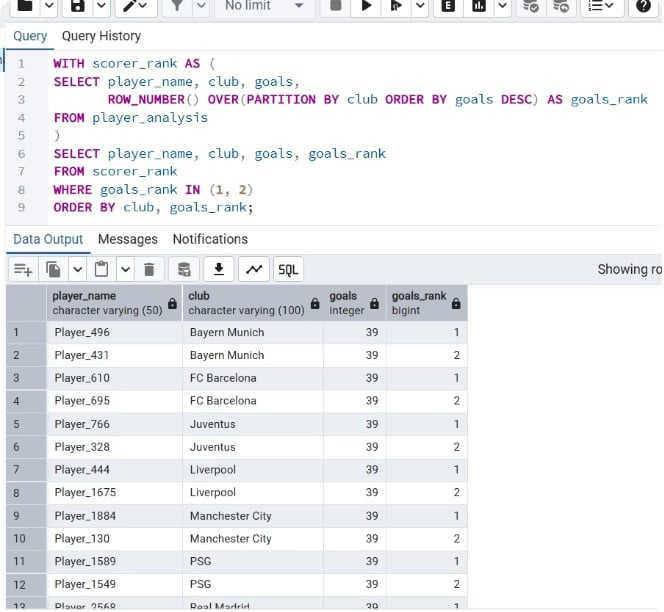 No limit
E
Query Query History
1 WITH scorer_rank AS (
2 SELECT player_name, club, goals,
3 ROW_NUMBER() OVER(PARTITION BY club ORDER BY goals DESC) AS goals_rank
4 FROM player_analysis
5 )
6 SELECT player_name, club, goals, goals_rank
7 FROM scorer_rank
8 WHERE goals_rank IN (1, 2)
9 ORDER BY club, goals_rank;
Data Output Messages Notifications
SQL Showing ro
player_name club goals goals_rank
character varying (50) character varying (100) integer bigint
1 Player_496 Bayern Munich 39 1
2 Player_431 Bayern Munich 39 2
3 Player_610 FC Barcelona 39 1
4 Player_695 FC Barcelona 39 2
5 Player_766 Juventus 39 1
6 Player_328 Juventus 39 2
7 Player_444 Liverpool 39 1
8 Player_1675 Liverpool 39 2
9 Player_1884 Manchester City 39 1
10 Player_130 Manchester City 39 2
11 Player_1589 PSG 39 1
12 Player_1549 PSG 39 2
13 Player_2568 Real Madrid 39 1